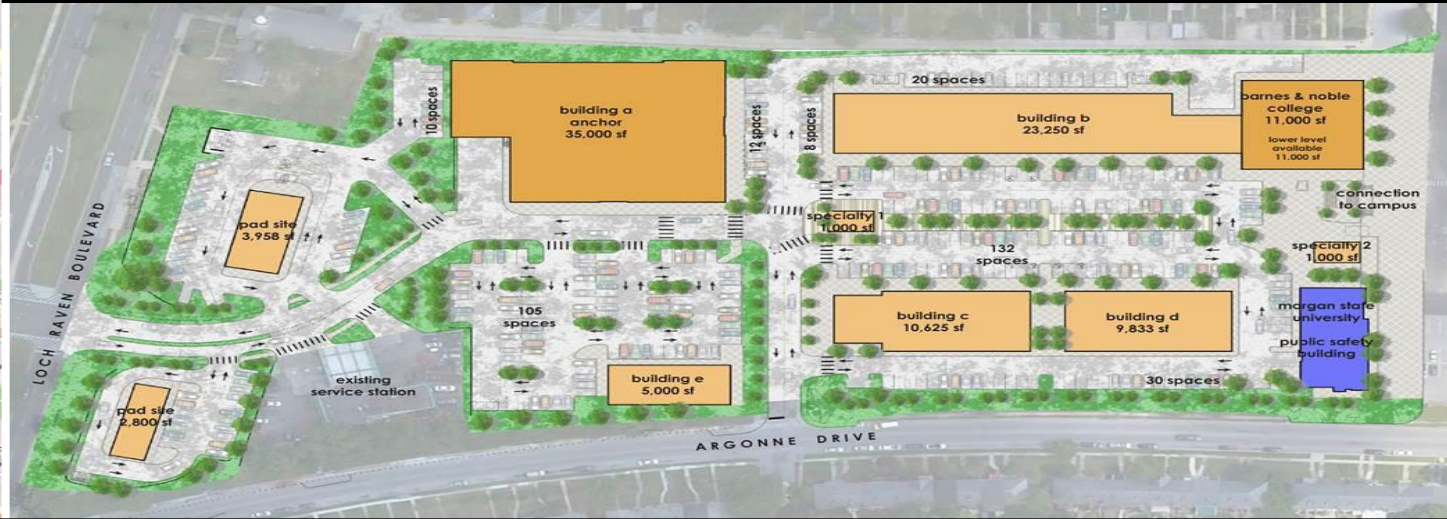 building a
anchor
35,000 sf
10 spaces
12 spaces
8 spaces
20 spaces
building b
23,250 sf
barnes & noble
college
11,000 sf
lower level
available
11,000 sf
connection
to campus
pad site
3,958 sf
specialty 1
1,000 sf
132
spaces
specialty 2
1,000 sf
105
spaces
building c
10,625 sf
building d
9,833 sf
morgan state
university
public safety
building
LOCH RAVEN BOULEVARD
existing
service station
building e
5,000 sf
30 spaces
pad site
2,800 sf
ARGONNE DRIVE